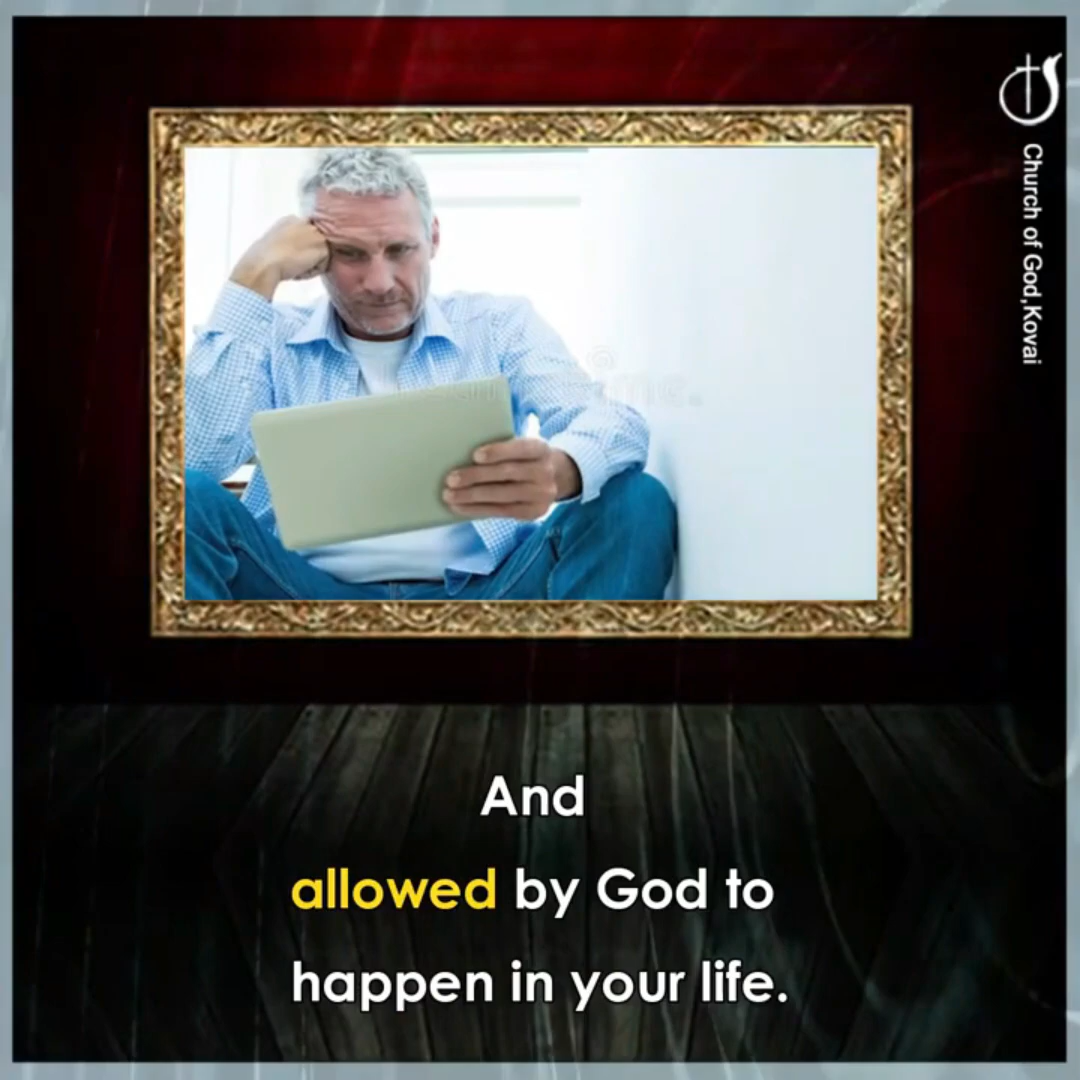 Church of God,Kovai
And
allowed by God to
happen in your life.